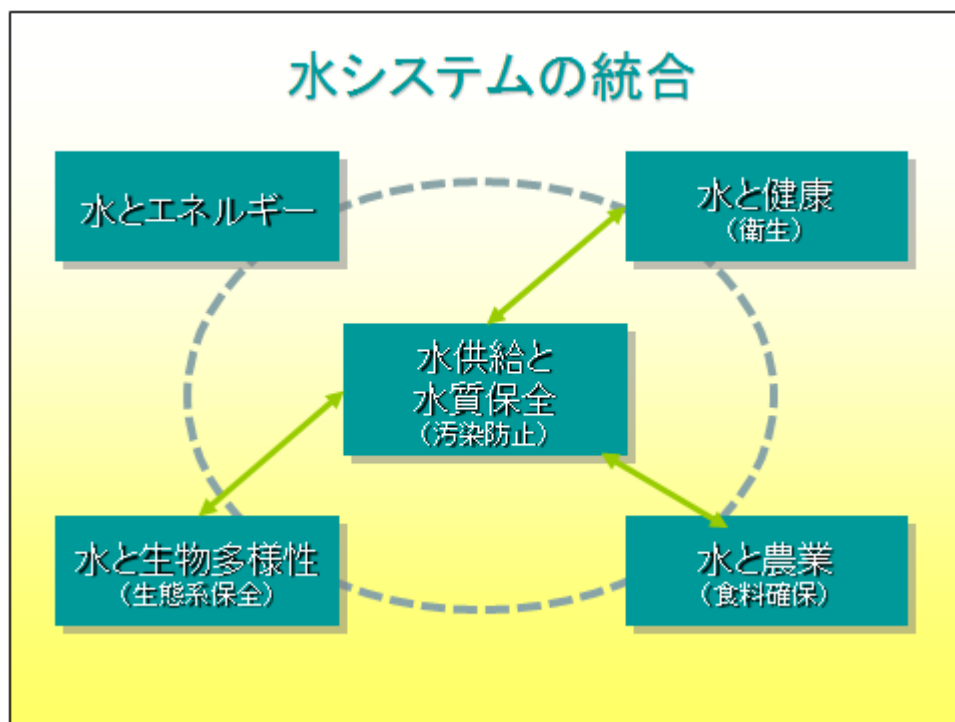 水システムの統合
水とエネルギー
水と健康
（衛生）
水供給と
水質保全
（汚染防止）
水と生物多様性
（生態系保全）
水と農業
（食料確保）